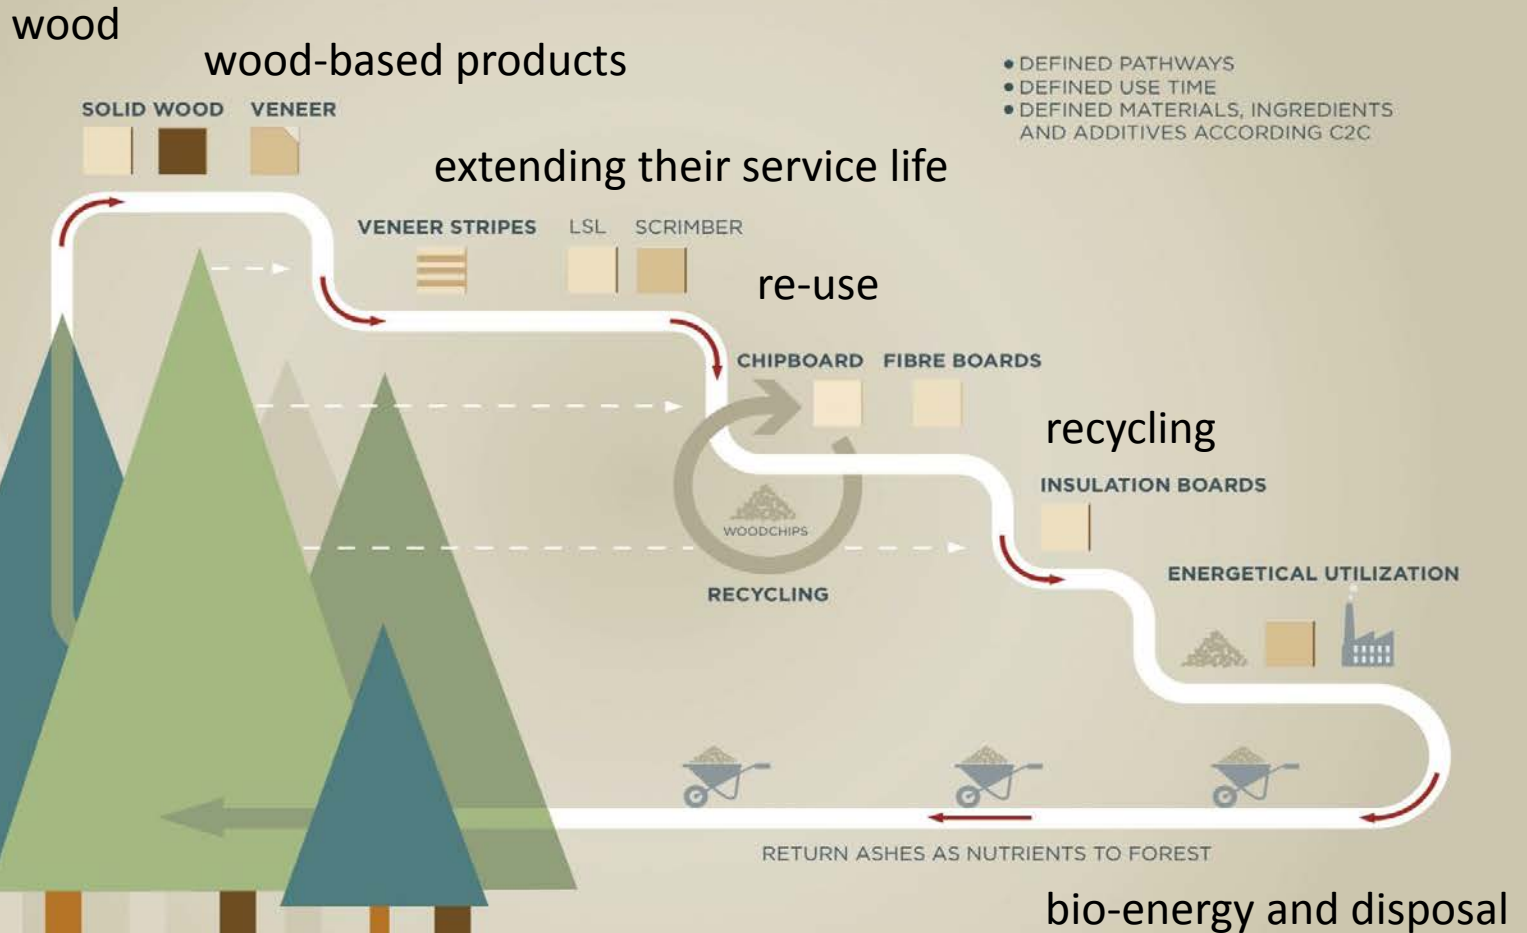 wood
wood-based products
• DEFINED PATHWAYS
• DEFINED USE TIME
• DEFINED MATERIALS, INGREDIENTS
AND ADDITIVES ACCORDING C2C
SOLID WOOD VENEER
extending their service life
VENEER STRIPES LSL SCRIMBER
re-use
CHIPBOARD FIBRE BOARDS
recycling
INSULATION BOARDS
WOODCHIPS
RECYCLING
ENERGETICAL UTILIZATION
RETURN ASHES AS NUTRIENTS TO FOREST
bio-energy and disposal